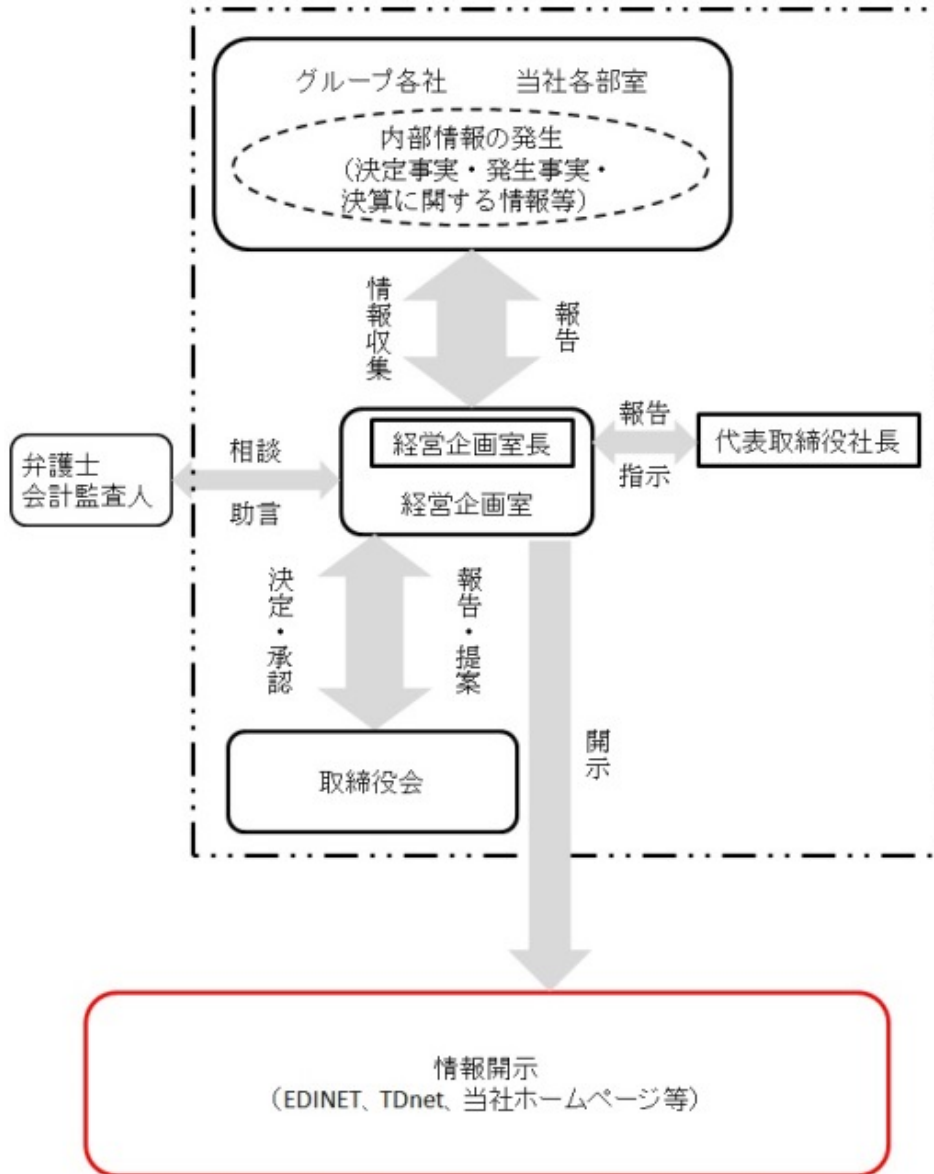 グループ各社 当社各部室
内部情報の発生
（決定事実・発生事実・
決算に関する情報等）
情報収集
報告
経営企画室長
経営企画室
報告
指示
代表取締役社長
弁護士
会計監査人
相談
助言
決定・承認
報告・提案
取締役会
開示
情報開示
（EDINET、TDnet、当社ホームページ等）